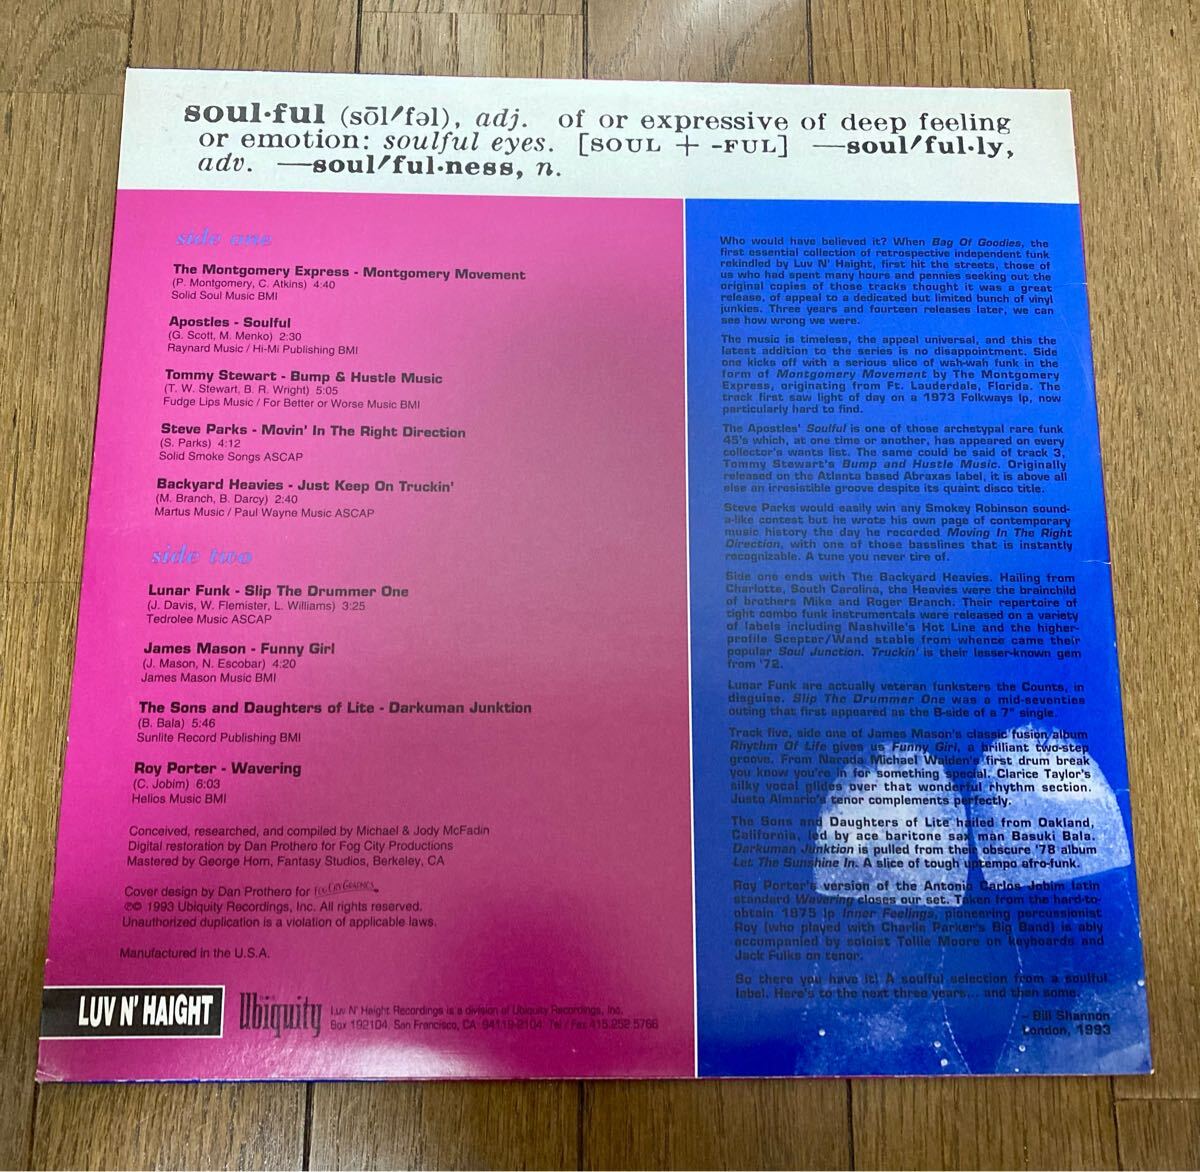 soul·ful (sōl′fəl), adj. of or expressive of deep feeling
or emotion: soulful eyes. [SOUL + -FUL] —soul′ful·ly,
adv. —soul′ful·ness, n.
side one
The Montgomery Express - Montgomery Movement
(P. Montgomery, C. Atkins) 4:40
Solid Soul Music BMI
Apostles - Soulful
(G. Scott, M. Menko) 2:30
Raynard Music / Hi-Mi Publishing BMI
Tommy Stewart - Bump & Hustle Music
(T. W. Stewart, B. R. Wright) 5:05
Fudge Lips Music / For Better or Worse Music BMI
Steve Parks - Movin' In The Right Direction
(S. Parks) 4:12
Solid Smoke Songs ASCAP
Backyard Heavies - Just Keep On Truckin'
(M. Branch, B. Darcy) 2:40
Martus Music / Paul Wayne Music ASCAP
side two
Lunar Funk - Slip The Drummer One
(J. Davis, W. Flemister, L. Williams) 3:25
Tedrolee Music ASCAP
James Mason - Funny Girl
(J. Mason, N. Escobar) 4:20
James Mason Music BMI
The Sons and Daughters of Lite - Darkuman Junktion
(B. Bala) 5:46
Sunlite Record Publishing BMI
Roy Porter - Wavering
(C. Jobim) 6:03
Helios Music BMI
Conceived, researched, and compiled by Michael & Jody McFadin
Digital restoration by Dan Prothero for Fog City Productions
Mastered by George Horn, Fantasy Studios, Berkeley, CA
Cover design by Dan Prothero for Fog City Graphics
℗© 1993 Ubiquity Recordings, Inc. All rights reserved.
Unauthorized duplication is a violation of applicable laws.
Manufactured in the U.S.A.
LUV N' HAIGHT
Ubiquity
Luv N' Haight Recordings is a division of Ubiquity Recordings, Inc.
Box 192104, San Francisco, CA 94119-2104 Tel / Fax 415.252.5766
Who would have believed it? When Bag Of Goodies, the
first essential collection of retrospective independent funk
rekindled by Luv N' Haight, first hit the streets, those of
us who had spent many hours and pennies seeking out the
original copies of those tracks thought it was a great
release, of appeal to a dedicated but limited bunch of vinyl
junkies. Three years and fourteen releases later, we can
see how wrong we were.
The music is timeless, the appeal universal, and this the
latest addition to the series is no disappointment. Side
one kicks off with a serious slice of wah-wah funk in the
form of Montgomery Movement by The Montgomery
Express, originating from Ft. Lauderdale, Florida. The
track first saw light of day on a 1973 Folkways lp, now
particularly hard to find.
The Apostles' Soulful is one of those archetypal rare funk
45's which, at one time or another, has appeared on every
collector's wants list. The same could be said of track 3,
Tommy Stewart's Bump and Hustle Music. Originally
released on the Atlanta based Abraxas label, it is above all
else an irresistible groove despite its quaint disco title.
Steve Parks would easily win any Smokey Robinson sound-
a-like contest but he wrote his own page of contemporary
music history the day he recorded Moving In The Right
Direction, with one of those basslines that is instantly
recognizable. A tune you never tire of.
Side one ends with The Backyard Heavies. Hailing from
Charlotte, South Carolina, the Heavies were the brainchild
of brothers Mike and Roger Branch. Their repertoire of
tight combo funk instrumentals were released on a variety
of labels including Nashville's Hot Line and the higher-
profile Scepter/Wand stable from whence came their
popular Soul Junction. Truckin' is their lesser-known gem
from '72.
Lunar Funk are actually veteran funksters the Counts, in
disguise. Slip The Drummer One was a mid-seventies
outing that first appeared as the B-side of a 7" single.
Track five, side one of James Mason's classic fusion album
Rhythm Of Life gives us Funny Girl, a brilliant two-step
groove. From Narada Michael Walden's first drum break
you know you're in for something special. Clarice Taylor's
silky vocal glides over that wonderful rhythm section.
Justo Almario's tenor complements perfectly.
The Sons and Daughters of Lite hailed from Oakland,
California, led by ace baritone sax man Basuki Bala.
Darkuman Junktion is pulled from their obscure '78 album
Let The Sunshine In. A slice of tough uptempo afro-funk.
Roy Porter's version of the Antonio Carlos Jobim latin
standard Wavering closes our set. Taken from the hard-to-
obtain 1975 lp Inner Feelings, pioneering percussionist
Roy (who played with Charlie Parker's Big Band) is ably
accompanied by soloist Tollie Moore on keyboards and
Jack Fulks on tenor.
So there you have it! A soulful selection from a soulful
label. Here's to the next three years... and then some.
- Bill Shannon
London, 1993